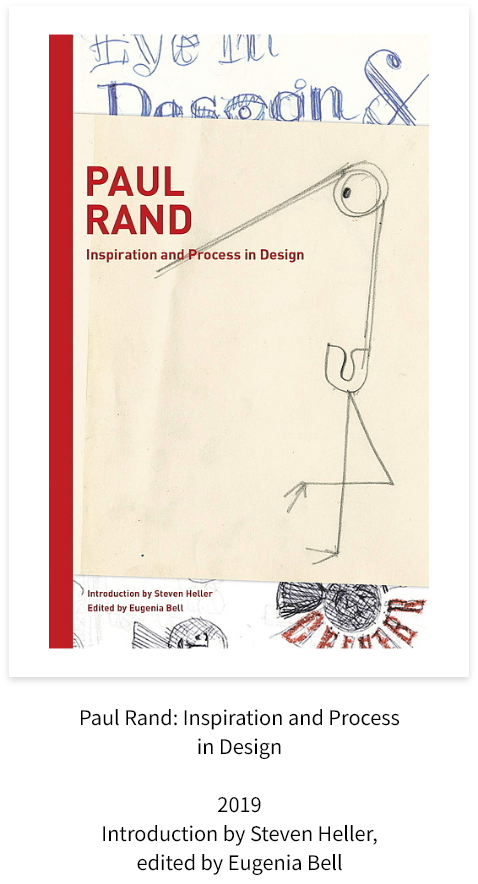 Eye in
Design &
PAUL
RAND
Inspiration and Process in Design
Introduction by Steven Heller
Edited by Eugenia Bell
Paul Rand: Inspiration and Process
in Design
2019
Introduction by Steven Heller,
edited by Eugenia Bell